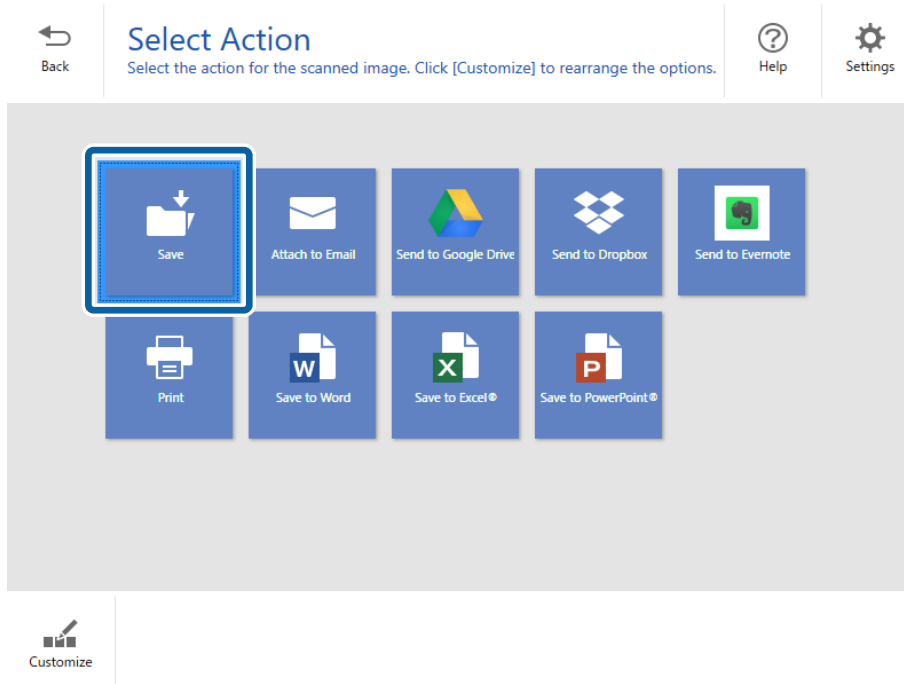 Back
Select Action
Select the action for the scanned image. Click [Customize] to rearrange the options.
Help
Settings
Save
Attach to Email
Send to Google Drive
Send to Dropbox
Send to Evernote
Print
W
Save to Word
X
Save to Excel®
P
Save to PowerPoint®
Customize